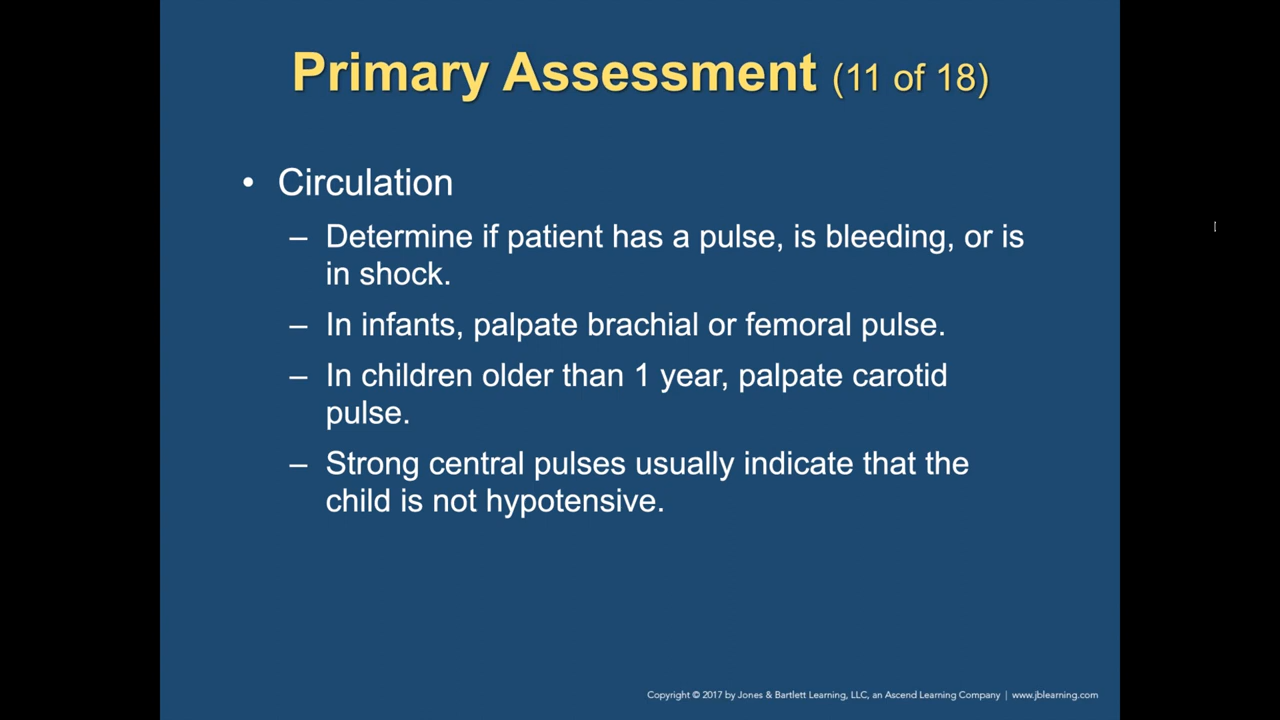 Primary Assessment (11 of 18)
• Circulation
– Determine if patient has a pulse, is bleeding, or is
in shock.
– In infants, palpate brachial or femoral pulse.
– In children older than 1 year, palpate carotid
pulse.
– Strong central pulses usually indicate that the
child is not hypotensive.
Copyright © 2017 by Jones & Bartlett Learning, LLC, an Ascend Learning Company | www.jblearning.com